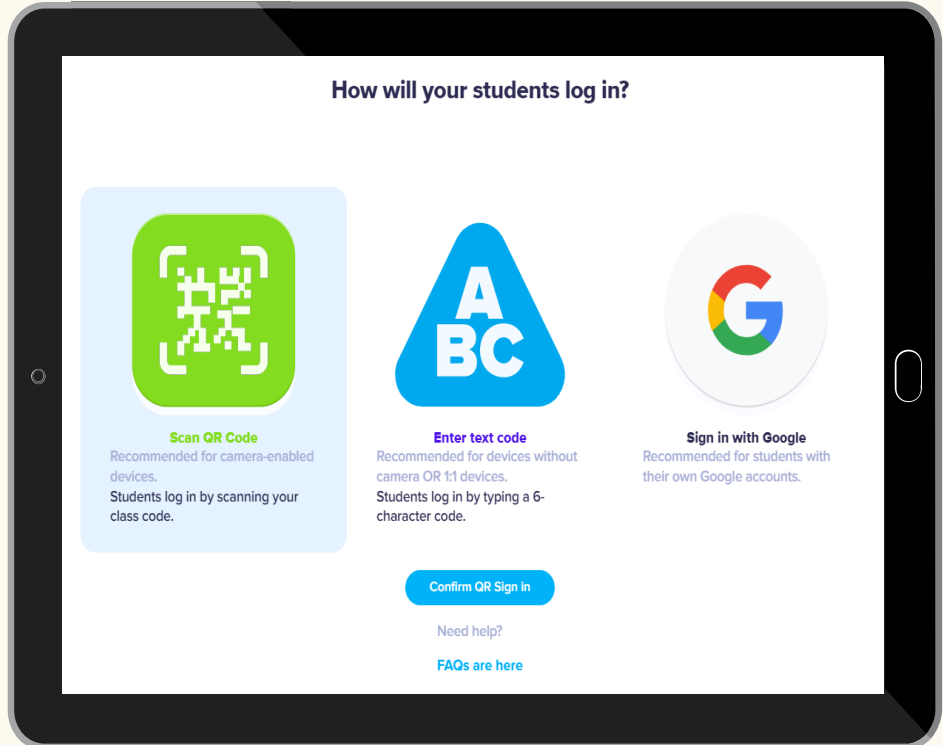 How will your students log in?
A
BC
G
Scan QR Code
Recommended for camera-enabled
devices.
Students log in by scanning your
class code.
Enter text code
Recommended for devices without
camera OR 1:1 devices.
Students log in by typing a 6-
character code.
Sign in with Google
Recommended for students with
their own Google accounts.
Confirm QR Sign in
Need help?
FAQs are here